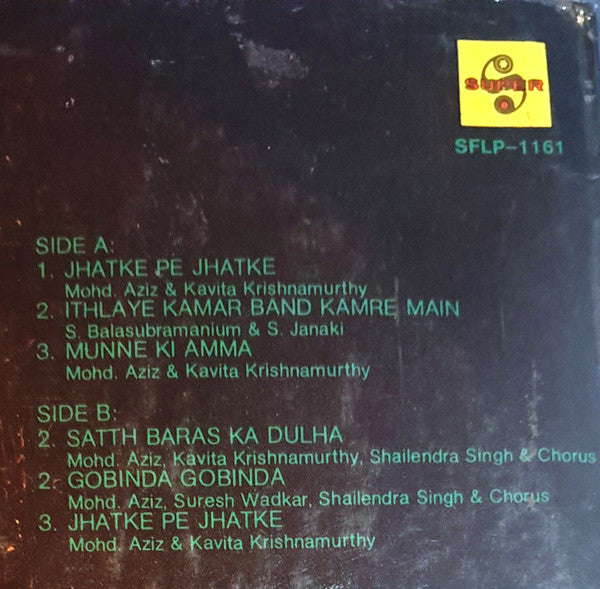 SUPER
SFLP-1161
SIDE A:
1. JHATKE PE JHATKE
Mohd. Aziz & Kavita Krishnamurthy
2. ITHLAYE KAMAR BAND KAMRE MAIN
S. Balasubramanium & S. Janaki
3. MUNNE KI AMMA
Mohd. Aziz & Kavita Krishnamurthy
SIDE B:
2. SATTH BARAS KA DULHA
Mohd. Aziz, Kavita Krishnamurthy, Shailendra Singh & Chorus
2. GOBINDA GOBINDA
Mohd. Aziz, Suresh Wadkar, Shailendra Singh & Chorus
3. JHATKE PE JHATKE
Mohd. Aziz & Kavita Krishnamurthy